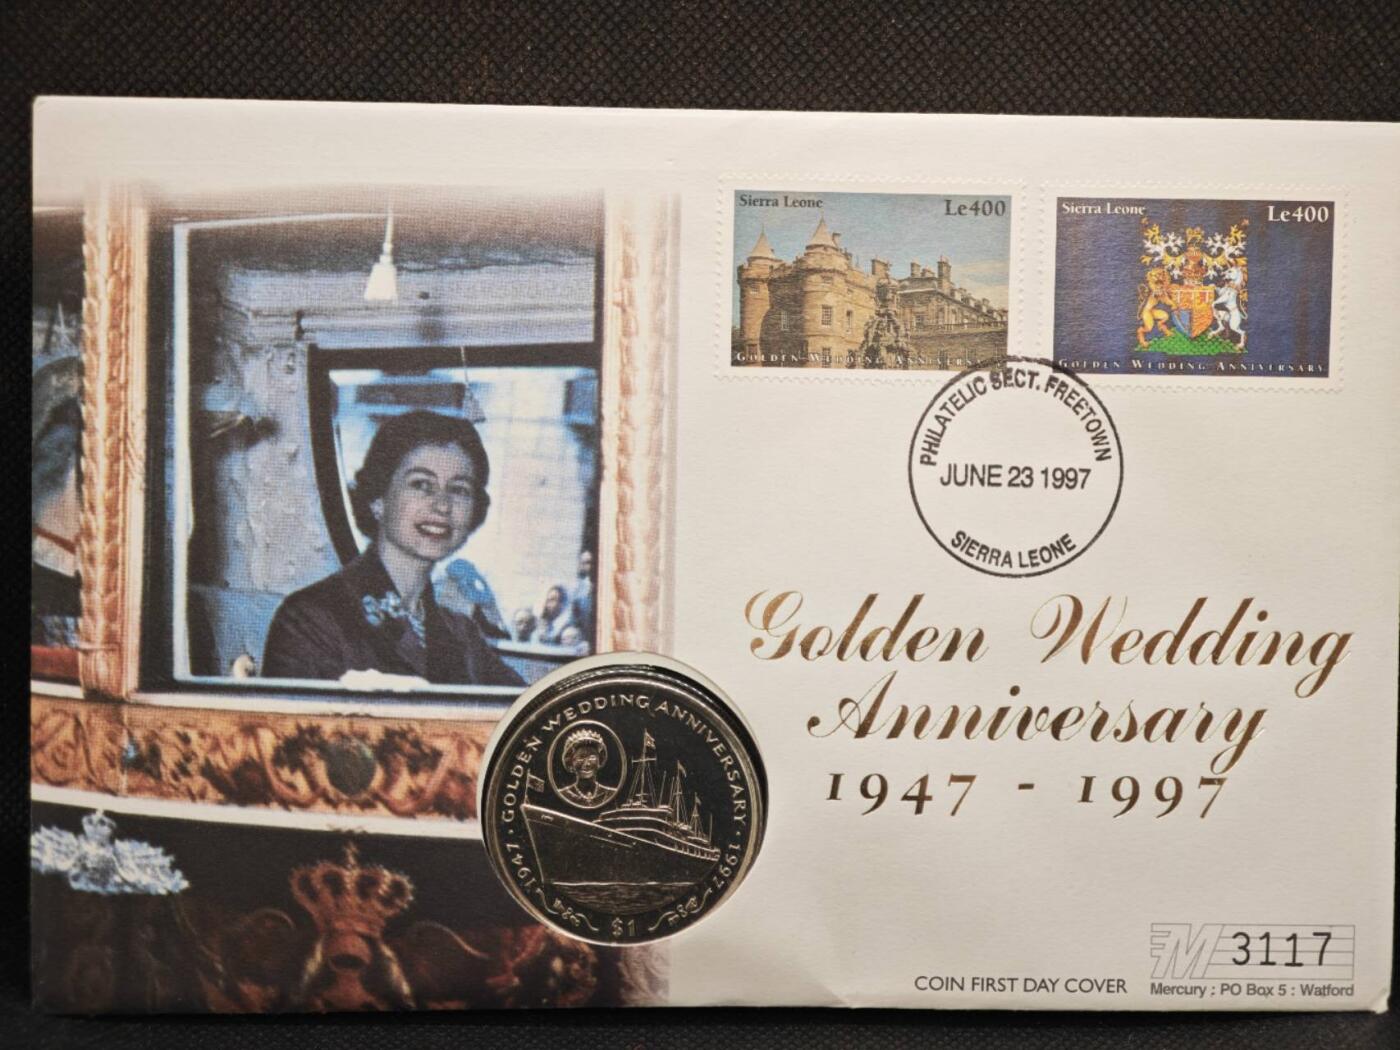 Sierra Leone Le400
GOLDEN WEDDING ANNIVERSARY
Sierra Leone Le400
GOLDEN WEDDING ANNIVERSARY
PHILATELIC SECT. FREETOWN
JUNE 23 1997
SIERRA LEONE
Golden Wedding
Anniversary
1947 - 1997
1947 · GOLDEN WEDDING ANNIVERSARY · 1997
$1
COIN FIRST DAY COVER
M 3117
Mercury : PO Box 5 : Watford